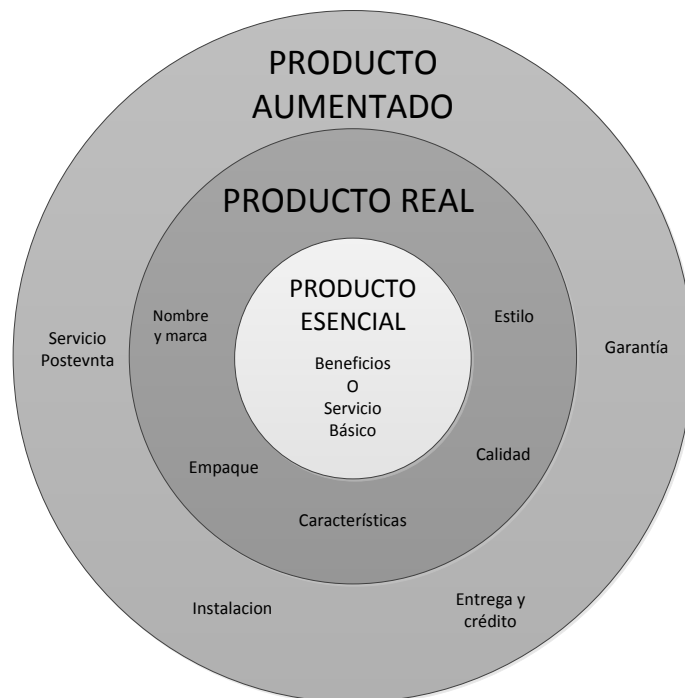 PRODUCTO
AUMENTADO
PRODUCTO REAL
PRODUCTO
ESENCIAL
Beneficios
O
Servicio
Básico
Nombre
y marca
Estilo
Empaque
Calidad
Características
Servicio
Postevnta
Garantía
Instalacion
Entrega y
crédito